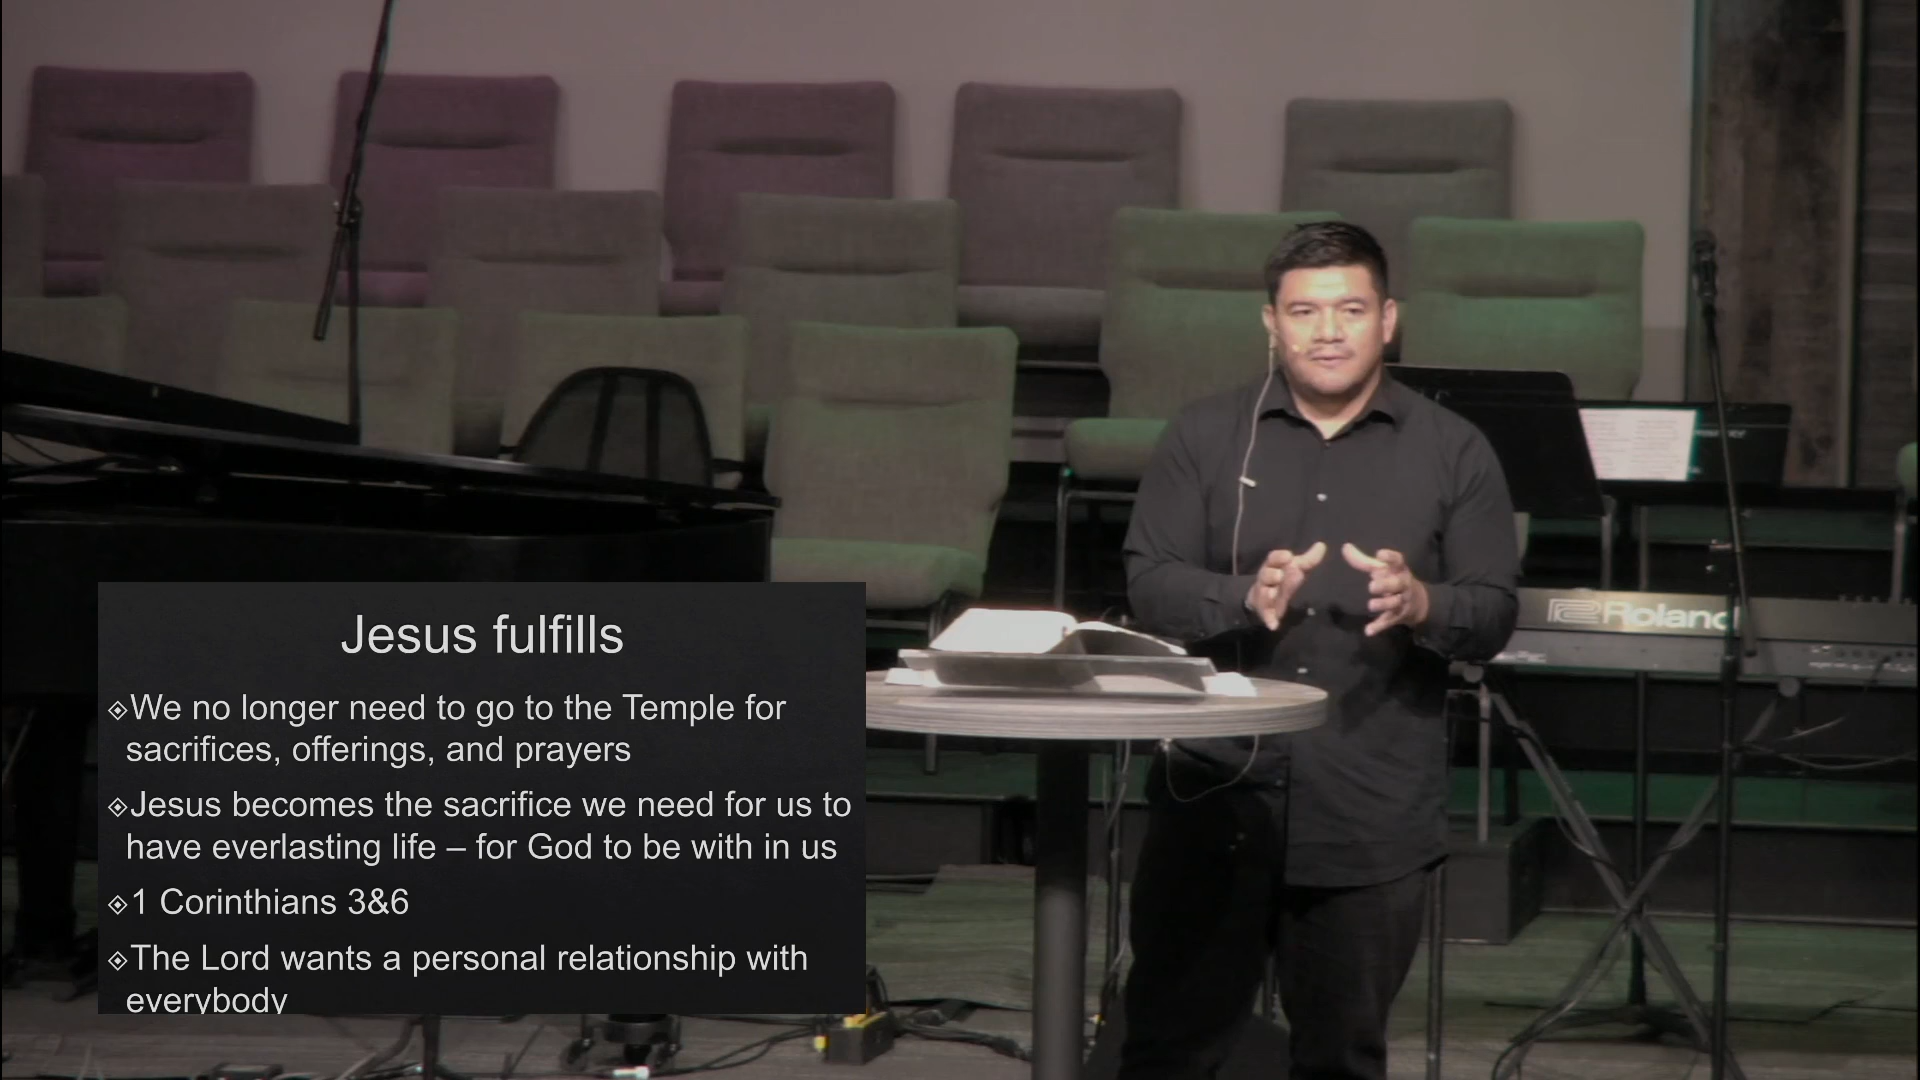 Jesus fulfills
We no longer need to go to the Temple for
sacrifices, offerings, and prayers
Jesus becomes the sacrifice we need for us to
have everlasting life – for God to be with in us
1 Corinthians 3&6
The Lord wants a personal relationship with
everybody
Roland